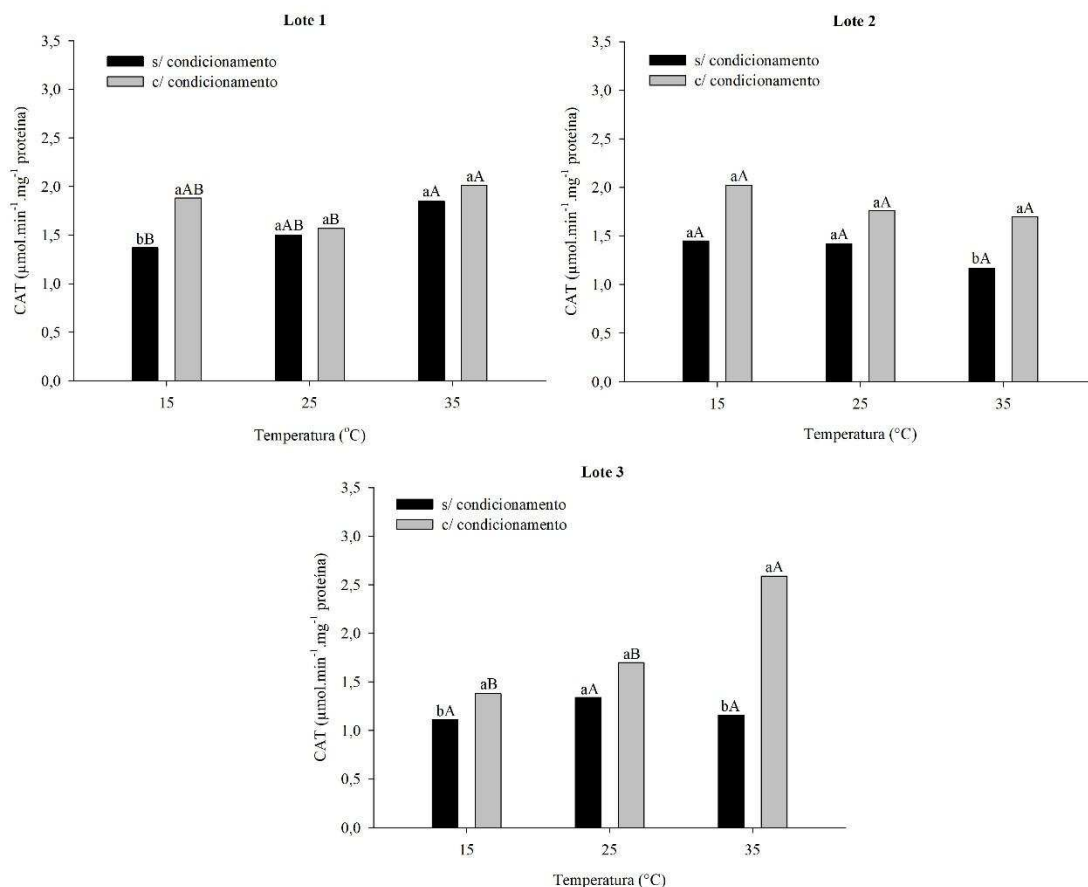 Lote 1
3,5
3,0
2,5
2,0
1,5
1,0
0,5
0,0
CAT (µmol.min⁻¹.mg⁻¹ proteína)
s/ condicionamento
c/ condicionamento
bB
aAB
aAB
aB
aA
aA
15
25
35
Temperatura (°C)
Lote 2
3,5
3,0
2,5
2,0
1,5
1,0
0,5
0,0
CAT (µmol.min⁻¹.mg⁻¹ proteína)
s/ condicionamento
c/ condicionamento
aA
aA
aA
aA
bA
aA
15
25
35
Temperatura (°C)
Lote 3
3,5
3,0
2,5
2,0
1,5
1,0
0,5
0,0
CAT (µmol.min⁻¹.mg⁻¹ proteína)
s/ condicionamento
c/ condicionamento
bA
aB
aA
aB
bA
aA
15
25
35
Temperatura (°C)